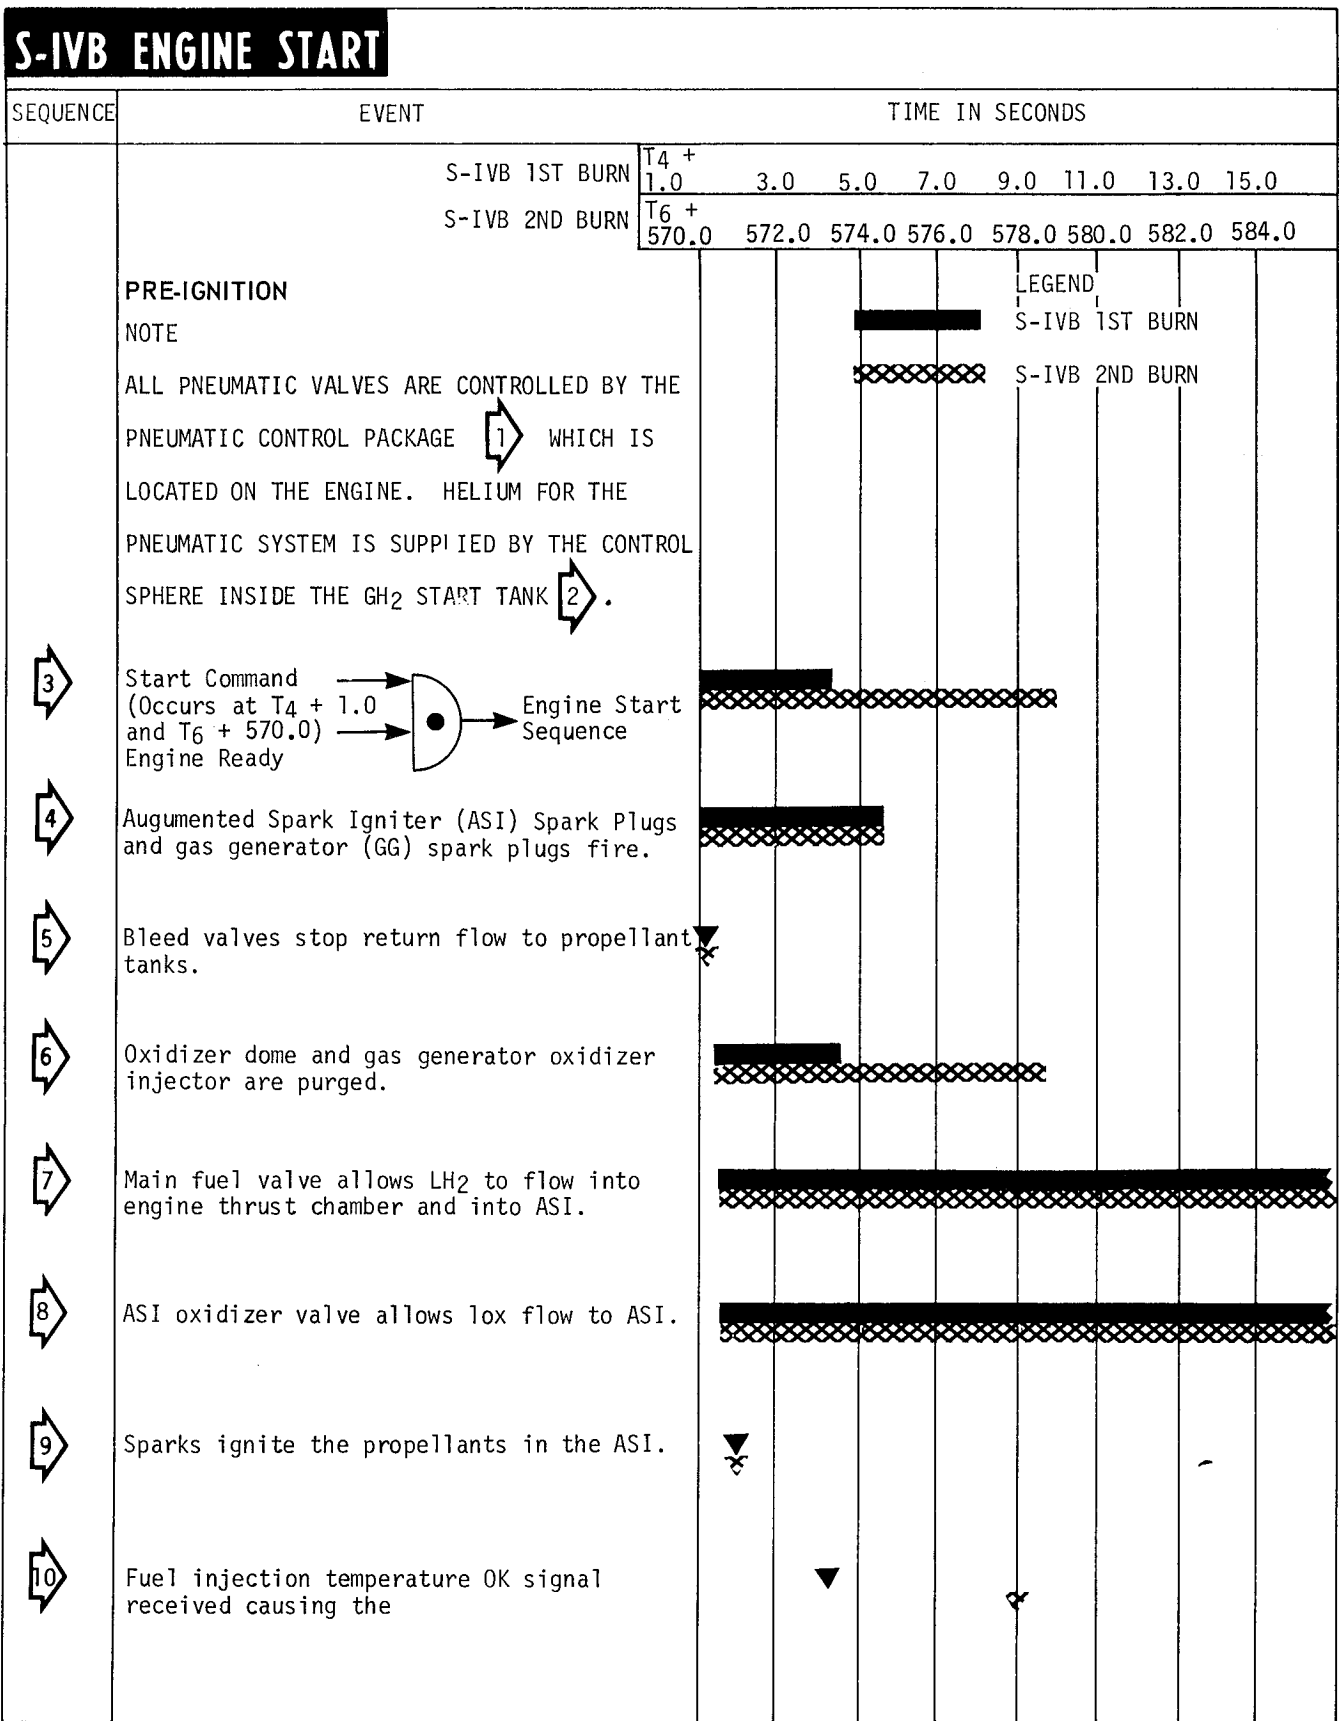 S-IVB ENGINE START
SEQUENCE EVENT TIME IN SECONDS
S-IVB 1ST BURN T4 + 1.0 3.0 5.0 7.0 9.0 11.0 13.0 15.0
S-IVB 2ND BURN T6 + 570.0 572.0 574.0 576.0 578.0 580.0 582.0 584.0
PRE-IGNITION
LEGEND
S-IVB 1ST BURN
S-IVB 2ND BURN
NOTE
ALL PNEUMATIC VALVES ARE CONTROLLED BY THE
PNEUMATIC CONTROL PACKAGE 1 WHICH IS
LOCATED ON THE ENGINE. HELIUM FOR THE
PNEUMATIC SYSTEM IS SUPPLIED BY THE CONTROL
SPHERE INSIDE THE GH2 START TANK 2 .
3
Start Command
(Occurs at T4 + 1.0
and T6 + 570.0)
Engine Ready
Engine Start
Sequence
4
Augumented Spark Igniter (ASI) Spark Plugs
and gas generator (GG) spark plugs fire.
5
Bleed valves stop return flow to propellant
tanks.
6
Oxidizer dome and gas generator oxidizer
injector are purged.
7
Main fuel valve allows LH2 to flow into
engine thrust chamber and into ASI.
8
ASI oxidizer valve allows lox flow to ASI.
9
Sparks ignite the propellants in the ASI.
10
Fuel injection temperature OK signal
received causing the